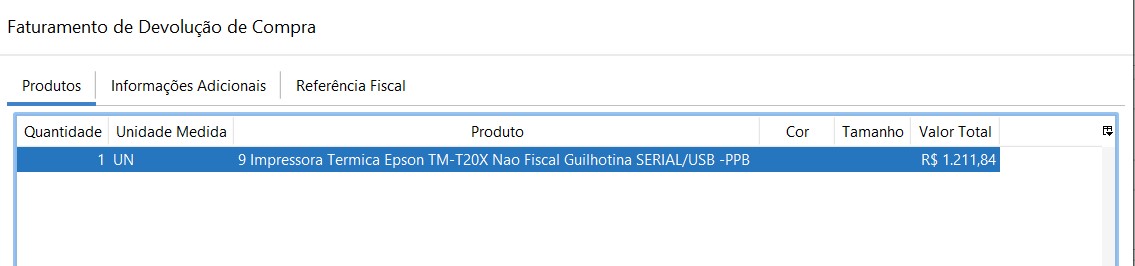 Faturamento de Devolução de Compra
Produtos Informações Adicionais Referência Fiscal
Quantidade Unidade Medida Produto Cor Tamanho Valor Total
1 UN 9 Impressora Termica Epson TM-T20X Nao Fiscal Guilhotina SERIAL/USB -PPB R$ 1.211,84